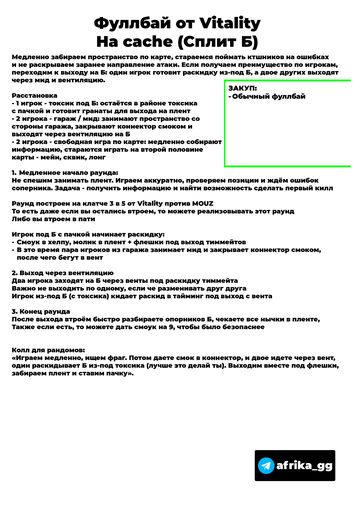 Фуллбай от Vitality
На cache (Сплит Б)
Медленно забираем пространство по карте, стараемся поймать ктшников на ошибках
и не раскрываем заранее направление атаки. Если получаем преимущество по игрокам,
переходим к выходу на Б: один игрок готовит раскидку из-под Б, а двое других выходят
через мид и вентиляцию.
ЗАКУП:
- Обычный фуллбай
Расстановка
- 1 игрок - токсик под Б: остаётся в районе токсика
с пачкой и готовит гранаты для выхода на плент
- 2 игрока - гараж / мид: занимают пространство со
стороны гаража, закрывают коннектор смоком и
выходят через вентиляцию на Б
- 2 игрока - свободная игра по карте: медленно собирают
информацию, стараются играть на второй половине
карты - мейн, сквик, лонг
1. Медленное начало раунда:
Не спешим занимать плент. Играем аккуратно, проверяем позиции и ждём ошибок
соперника. Задача - получить информацию и найти возможность сделать первый килл
Раунд построен на клатче 3 в 5 от Vitality против MOUZ
То есть даже если вы остались втроем, то можете реализовывать этот раунд
Либо вы втроем в пати
Игрок под Б с пачкой начинает раскидку:
- Смоук в хелпу, молик в плент + флешки под выход тиммейтов
- В это время пара игроков из гаража занимает мид и закрывает коннектор смоком,
после чего бегут в вент
2. Выход через вентиляцию
Два игрока заходят на Б через венты под раскидку тиммейта
Важно не выходить по одному, если че разменивать друг друга
Игрок из-под Б (с токсика) кидает раскид в тайминг под выход с вента
3. Конец раунда
После выхода втроём быстро разбираете опорников Б, чекаете все нычки в пленте,
Также если есть, то можете дать смоук на 9, чтобы было безопаснее
Колл для рандомов:
«Играем медленно, ищем фраг. Потом даете смок в коннектор, и двое идете через вент,
один раскидывает Б из-под токсика (лучше это делай ты). Выходим вместе под флешки,
забираем плент и ставим пачку».
afrika_gg